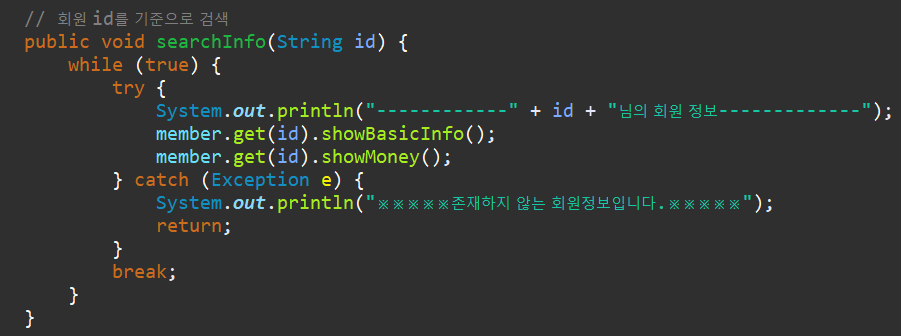 // 회원 id를 기준으로 검색
public void searchInfo(String id) {
while (true) {
try {
System.out.println("------------" + id + "님의 회원 정보-------------");
member.get(id).showBasicInfo();
member.get(id).showMoney();
} catch (Exception e) {
System.out.println("※※※※※존재하지 않는 회원정보입니다.※※※※※");
return;
}
break;
}
}